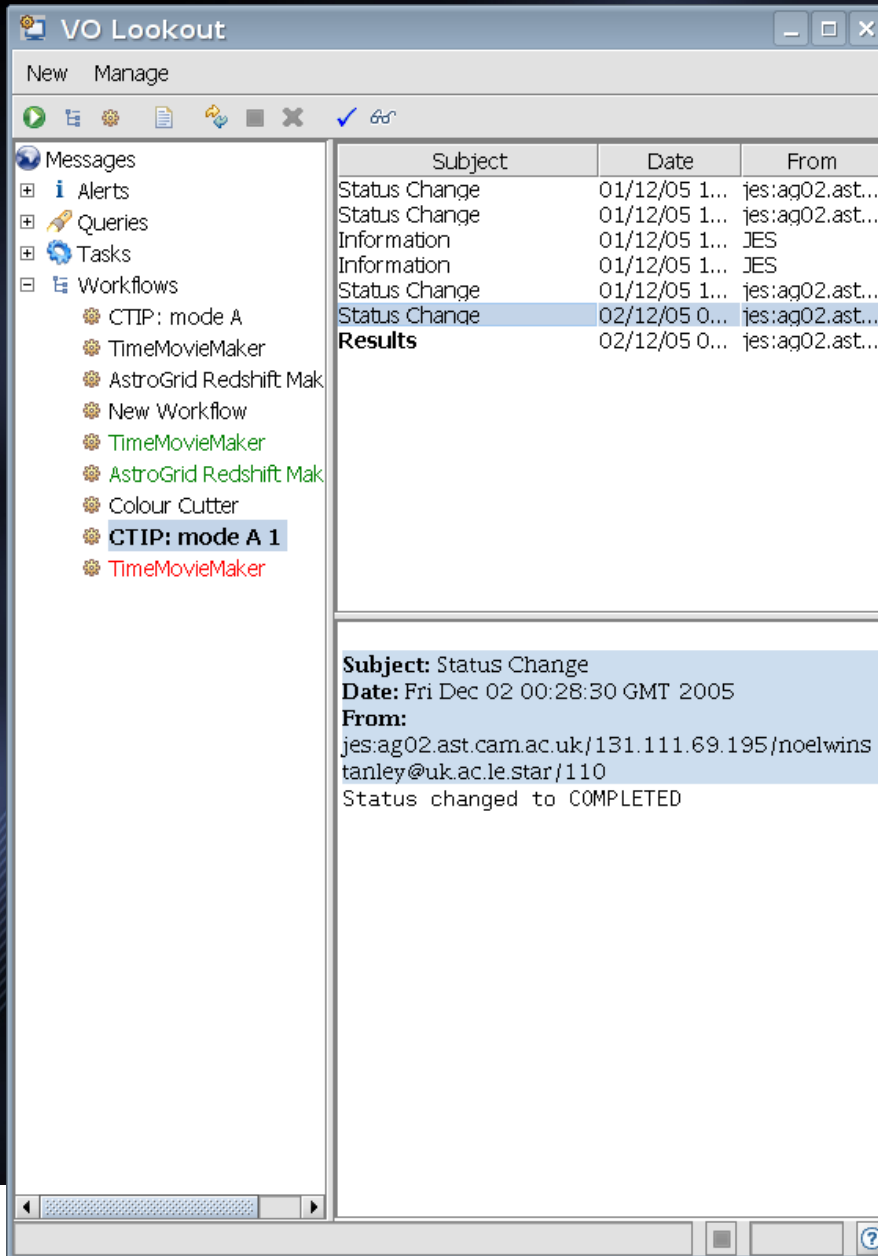 VO Lookout
New Manage
Messages
Alerts
Queries
Tasks
Workflows
CTIP: mode A
TimeMovieMaker
AstroGrid Redshift Mak
New Workflow
TimeMovieMaker
AstroGrid Redshift Mak
Colour Cutter
CTIP: mode A 1
TimeMovieMaker
Subject Date From
Status Change 01/12/05 1... jes:ag02.ast...
Status Change 01/12/05 1... jes:ag02.ast...
Information 01/12/05 1... JES
Information 01/12/05 1... JES
Status Change 01/12/05 1... jes:ag02.ast...
Status Change 02/12/05 0... jes:ag02.ast...
Results 02/12/05 0... jes:ag02.ast...
Subject: Status Change
Date: Fri Dec 02 00:28:30 GMT 2005
From:
jes:ag02.ast.cam.ac.uk/131.111.69.195/noelwins
tanley@uk.ac.le.star/110
Status changed to COMPLETED